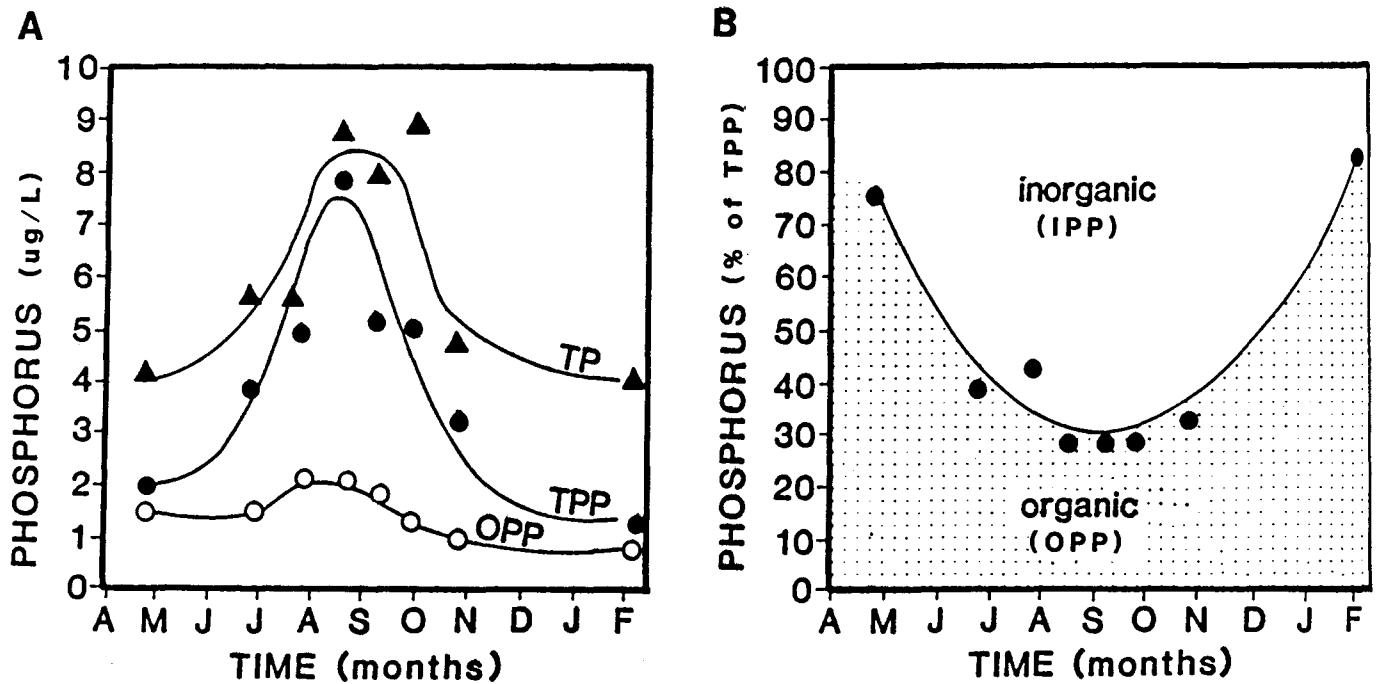 A
10
9
8
7
6
5
4
3
2
1
0
PHOSPHORUS (ug/L)
TP
TPP
OPP
A M J J A S O N D J F
TIME (months)
B
100
90
80
70
60
50
40
30
20
10
0
PHOSPHORUS (% of TPP)
inorganic
(IPP)
organic
(OPP)
A M J J A S O N D J F
TIME (months)